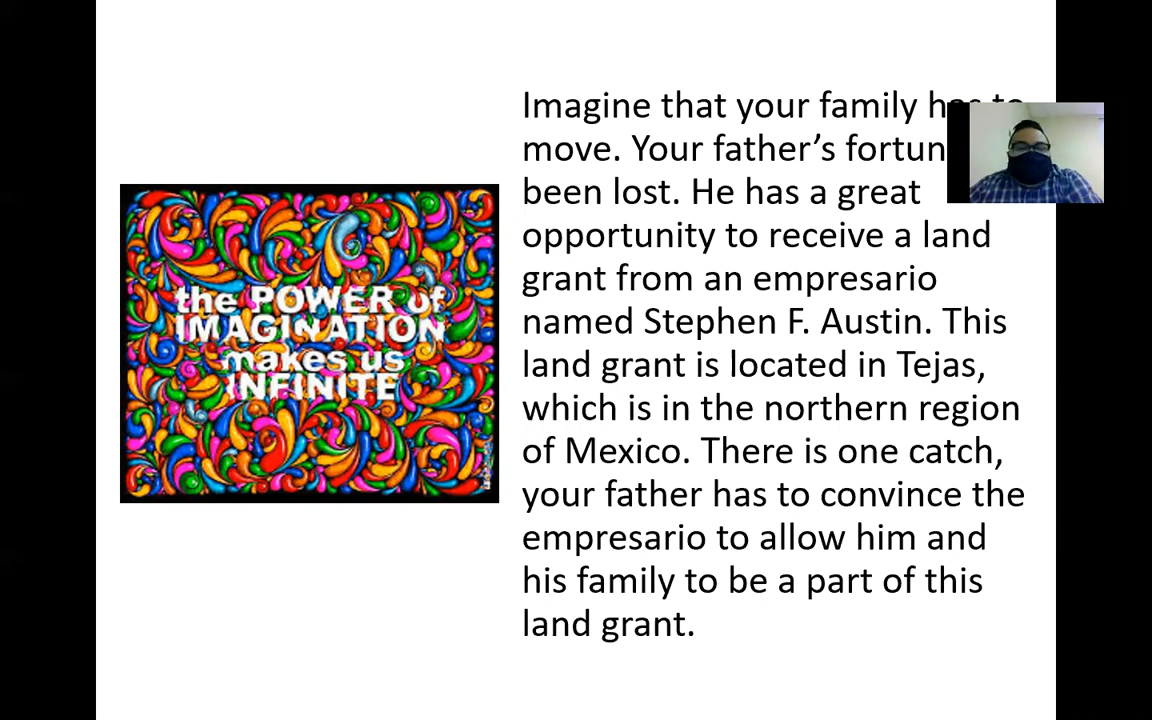 the POWER of
IMAGINATION
makes us
INFINITE
Imagine that your family has to
move. Your father’s fortun
been lost. He has a great
opportunity to receive a land
grant from an empresario
named Stephen F. Austin. This
land grant is located in Tejas,
which is in the northern region
of Mexico. There is one catch,
your father has to convince the
empresario to allow him and
his family to be a part of this
land grant.